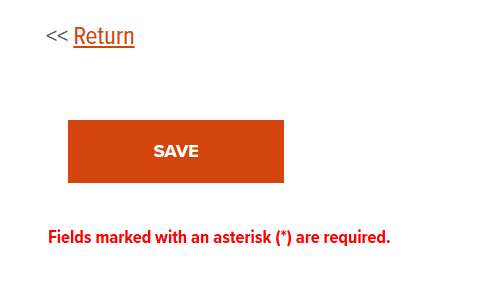 << Return
SAVE
Fields marked with an asterisk (*) are required.